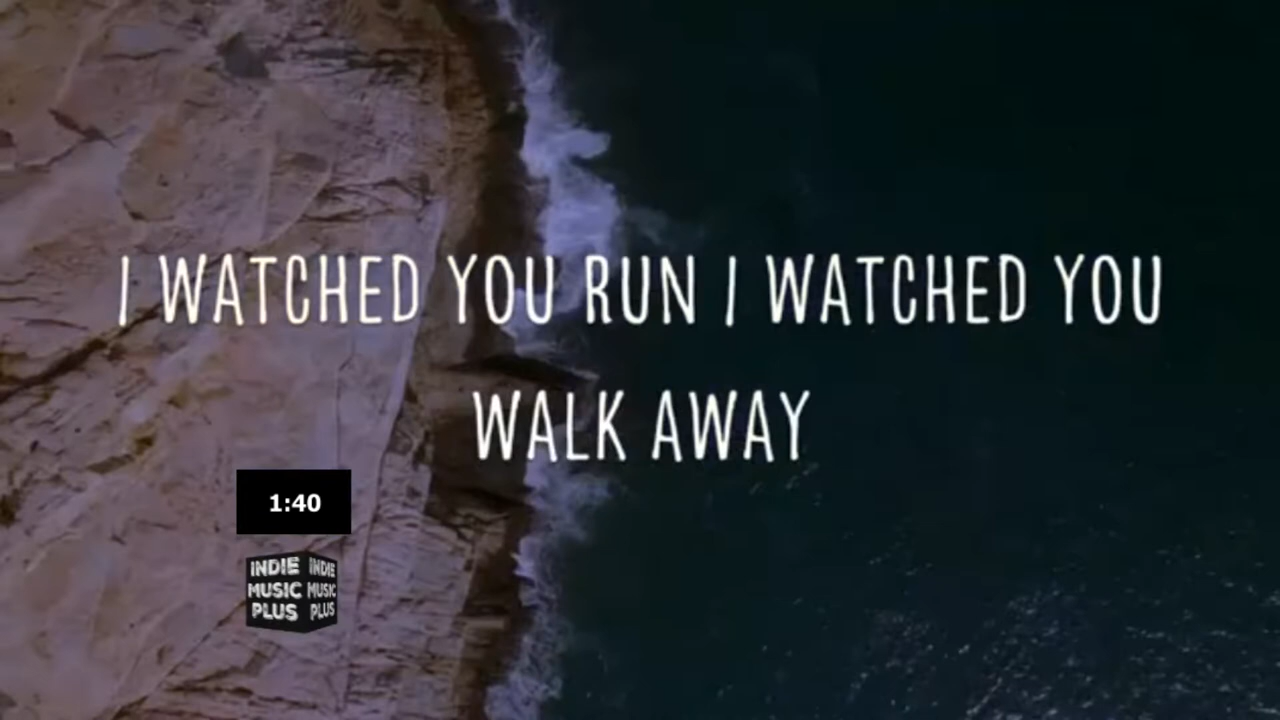 I WATCHED YOU RUN I WATCHED YOU
WALK AWAY
1:40
INDIE INDIE
MUSIC MUSIC
PLUS PLUS